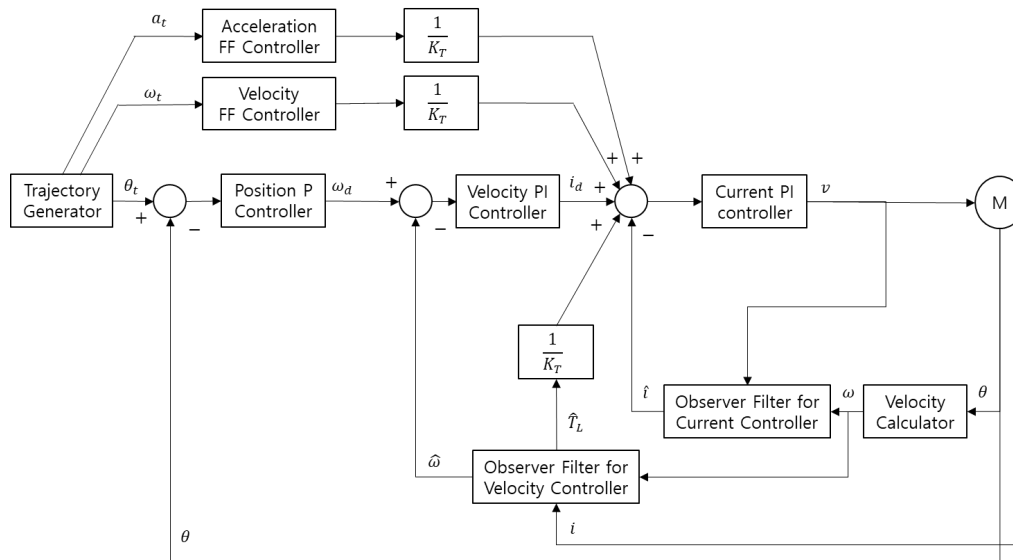 a_t
Acceleration
FF Controller
1
K_T
ω_t
Velocity
FF Controller
1
K_T
Trajectory
Generator
θ_t
+
−
Position P
Controller
ω_d
+
−
Velocity PI
Controller
i_d
+
+
+
+
−
Current PI
controller
v
M
1
K_T
T̂_L
î
Observer Filter for
Current Controller
ω
Velocity
Calculator
θ
ω̂
Observer Filter for
Velocity Controller
i
θ